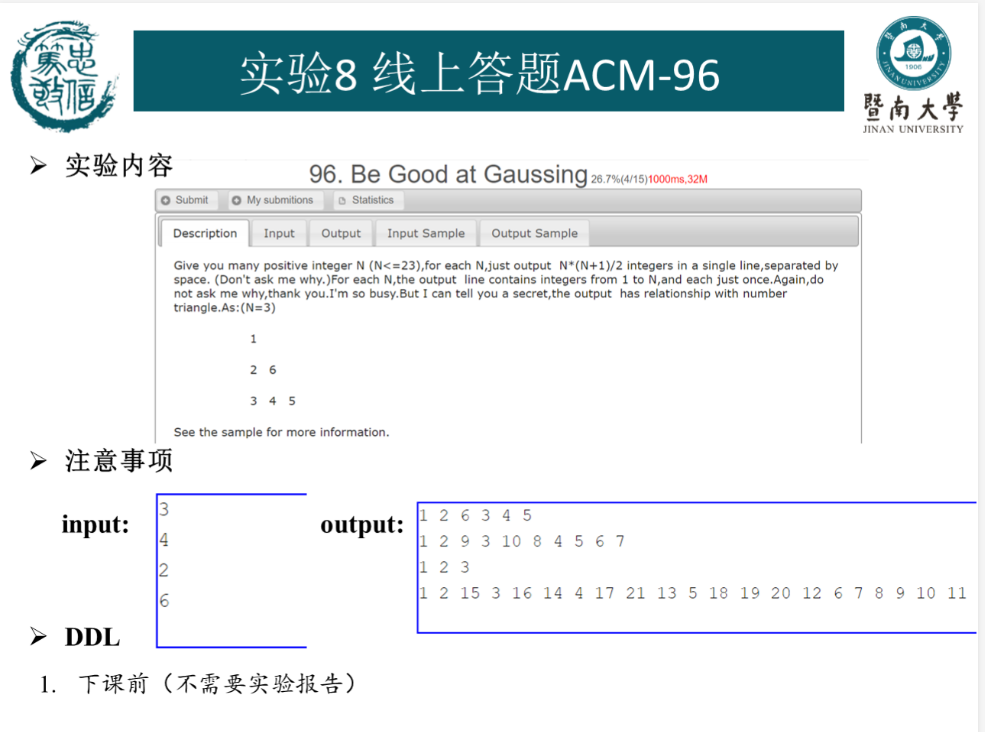 忠
篤
信
敬
实验8 线上答题ACM-96
暨南大學
JINAN UNIVERSITY
1906
JINAN UNIVERSITY
➢ 实验内容
96. Be Good at Gaussing 26.7%(4/15)1000ms,32M
Submit My submitions Statistics
Description Input Output Input Sample Output Sample
Give you many positive integer N (N<=23),for each N,just output N*(N+1)/2 integers in a single line,separated by
space. (Don't ask me why.)For each N,the output line contains integers from 1 to N,and each just once.Again,do
not ask me why,thank you.I'm so busy.But I can tell you a secret,the output has relationship with number
triangle.As:(N=3)
1
2 6
3 4 5
See the sample for more information.
➢ 注意事项
input:
3
4
2
6
output:
1 2 6 3 4 5
1 2 9 3 10 8 4 5 6 7
1 2 3
1 2 15 3 16 14 4 17 21 13 5 18 19 20 12 6 7 8 9 10 11
➢ DDL
1. 下课前（不需要实验报告）